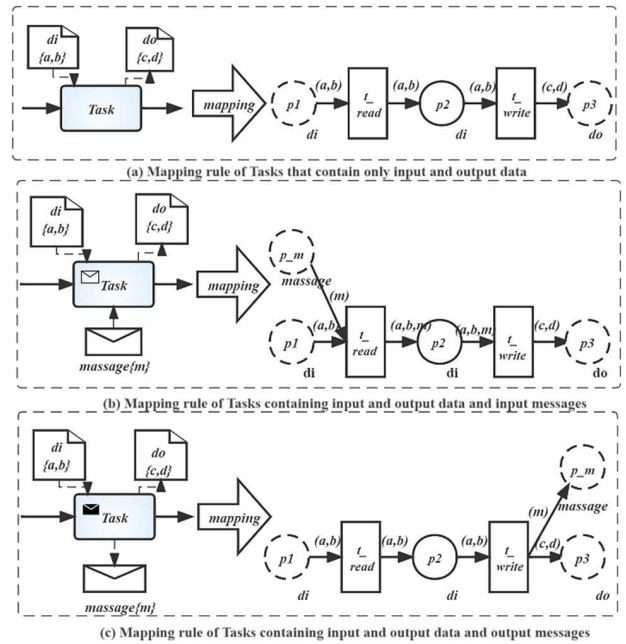 di
{a,b}
do
{c,d}
Task
mapping
p1
(a,b)
t_
read
(a,b)
p2
(a,b)
t_
write
(c,d)
p3
di
di
do
(a) Mapping rule of Tasks that contain only input and output data
di
{a,b}
do
{c,d}
Task
massage{m}
mapping
p_m
massage
(m)
p1
(a,b)
t_
read
(a,b,m)
p2
(a,b,m)
t_
write
(c,d)
p3
di
di
do
(b) Mapping rule of Tasks containing input and output data and input messages
di
{a,b}
do
{c,d}
Task
massage{m}
mapping
p_m
massage
(m)
p1
(a,b)
t_
read
(a,b)
p2
(a,b)
t_
write
(c,d)
p3
di
di
do
(c) Mapping rule of Tasks containing input and output data and output messages